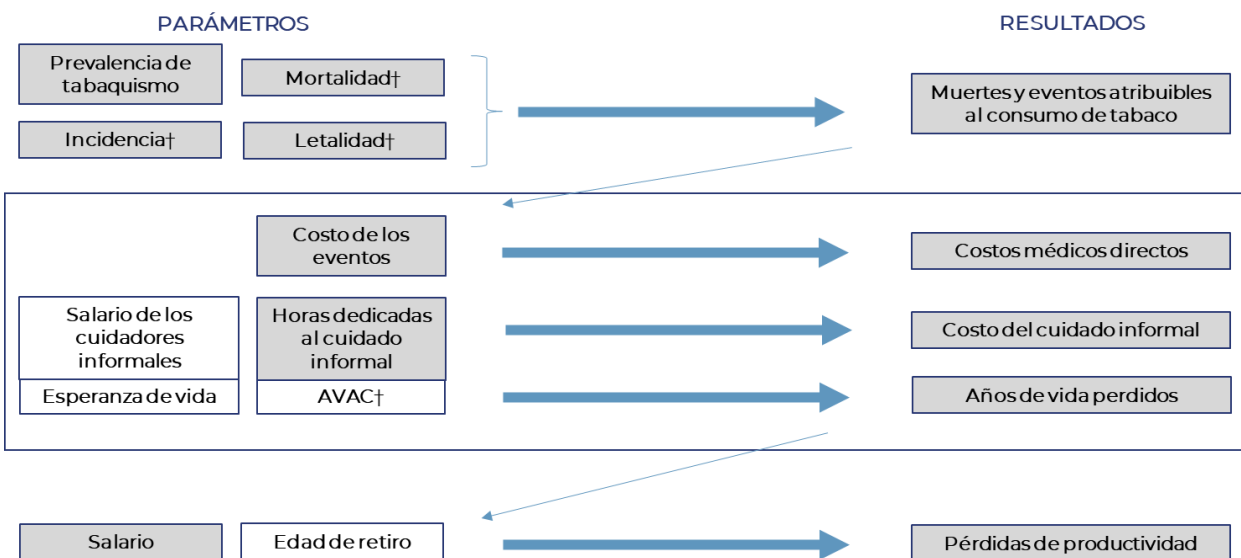 PARÁMETROS
RESULTADOS
Prevalencia de
tabaquismo
Mortalidad†
Incidencia†
Letalidad†
Muertes y eventos atribuibles
al consumo de tabaco
Costo de los
eventos
Costos médicos directos
Salario de los
cuidadores
informales
Horas dedicadas
al cuidado
informal
Costo del cuidado informal
Esperanza de vida
AVAC†
Años de vida perdidos
Salario
Edad de retiro
Pérdidas de productividad